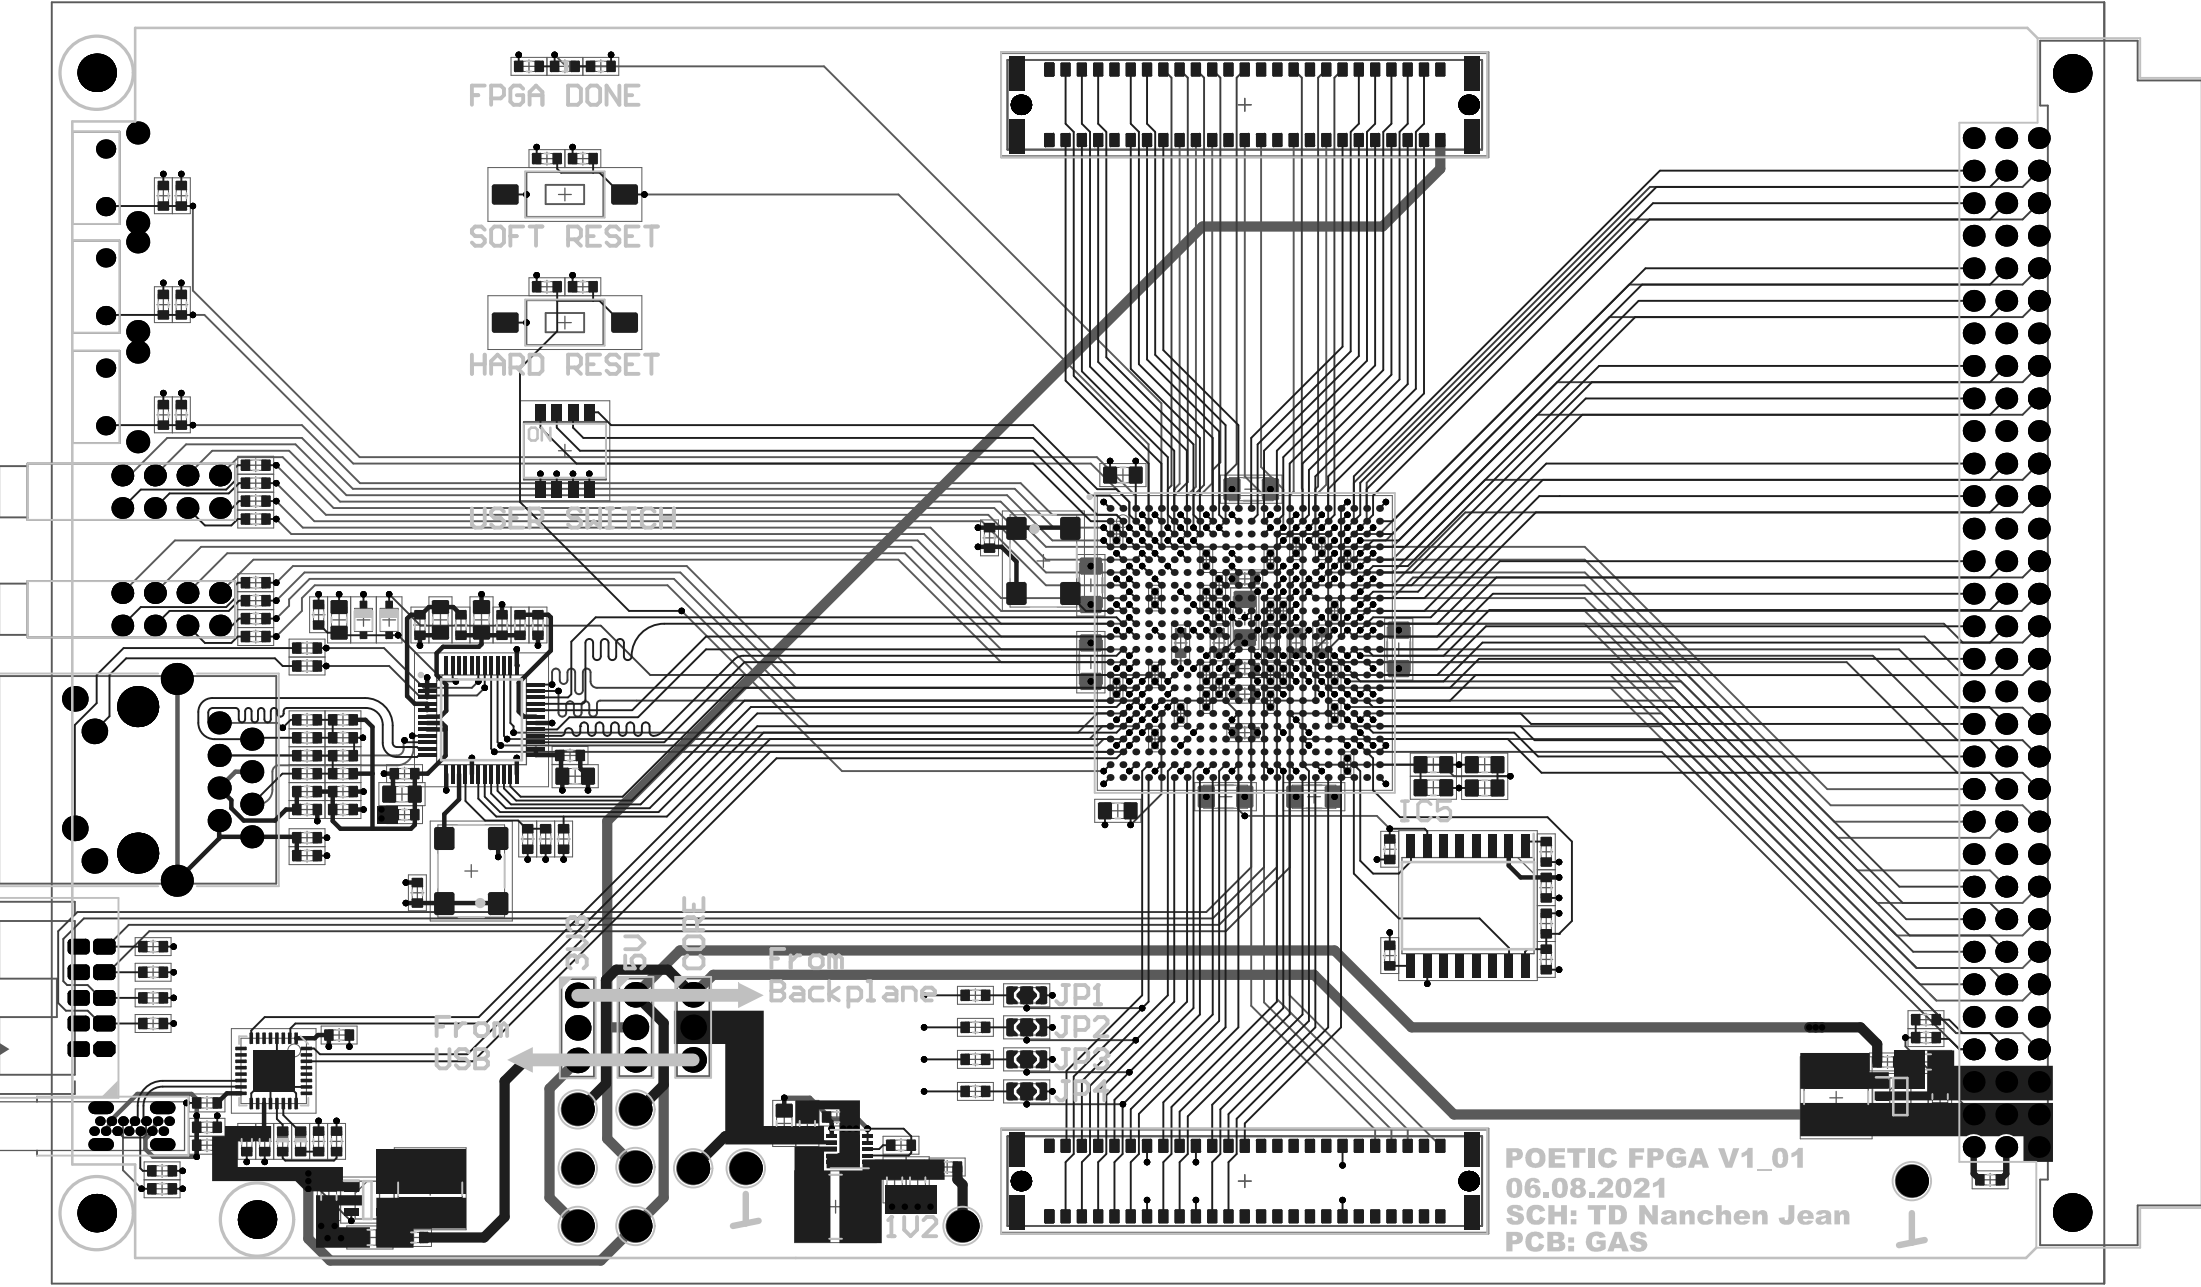 FPGA DONE
SOFT RESET
HARD RESET
ON
USER SWITCH
IC5
3V3
5V
CORE
From
Backplane
From
USB
JP1
JP2
JP3
JP4
1V2
POETIC FPGA V1_01
06.08.2021
SCH: TD Nanchen Jean
PCB: GAS